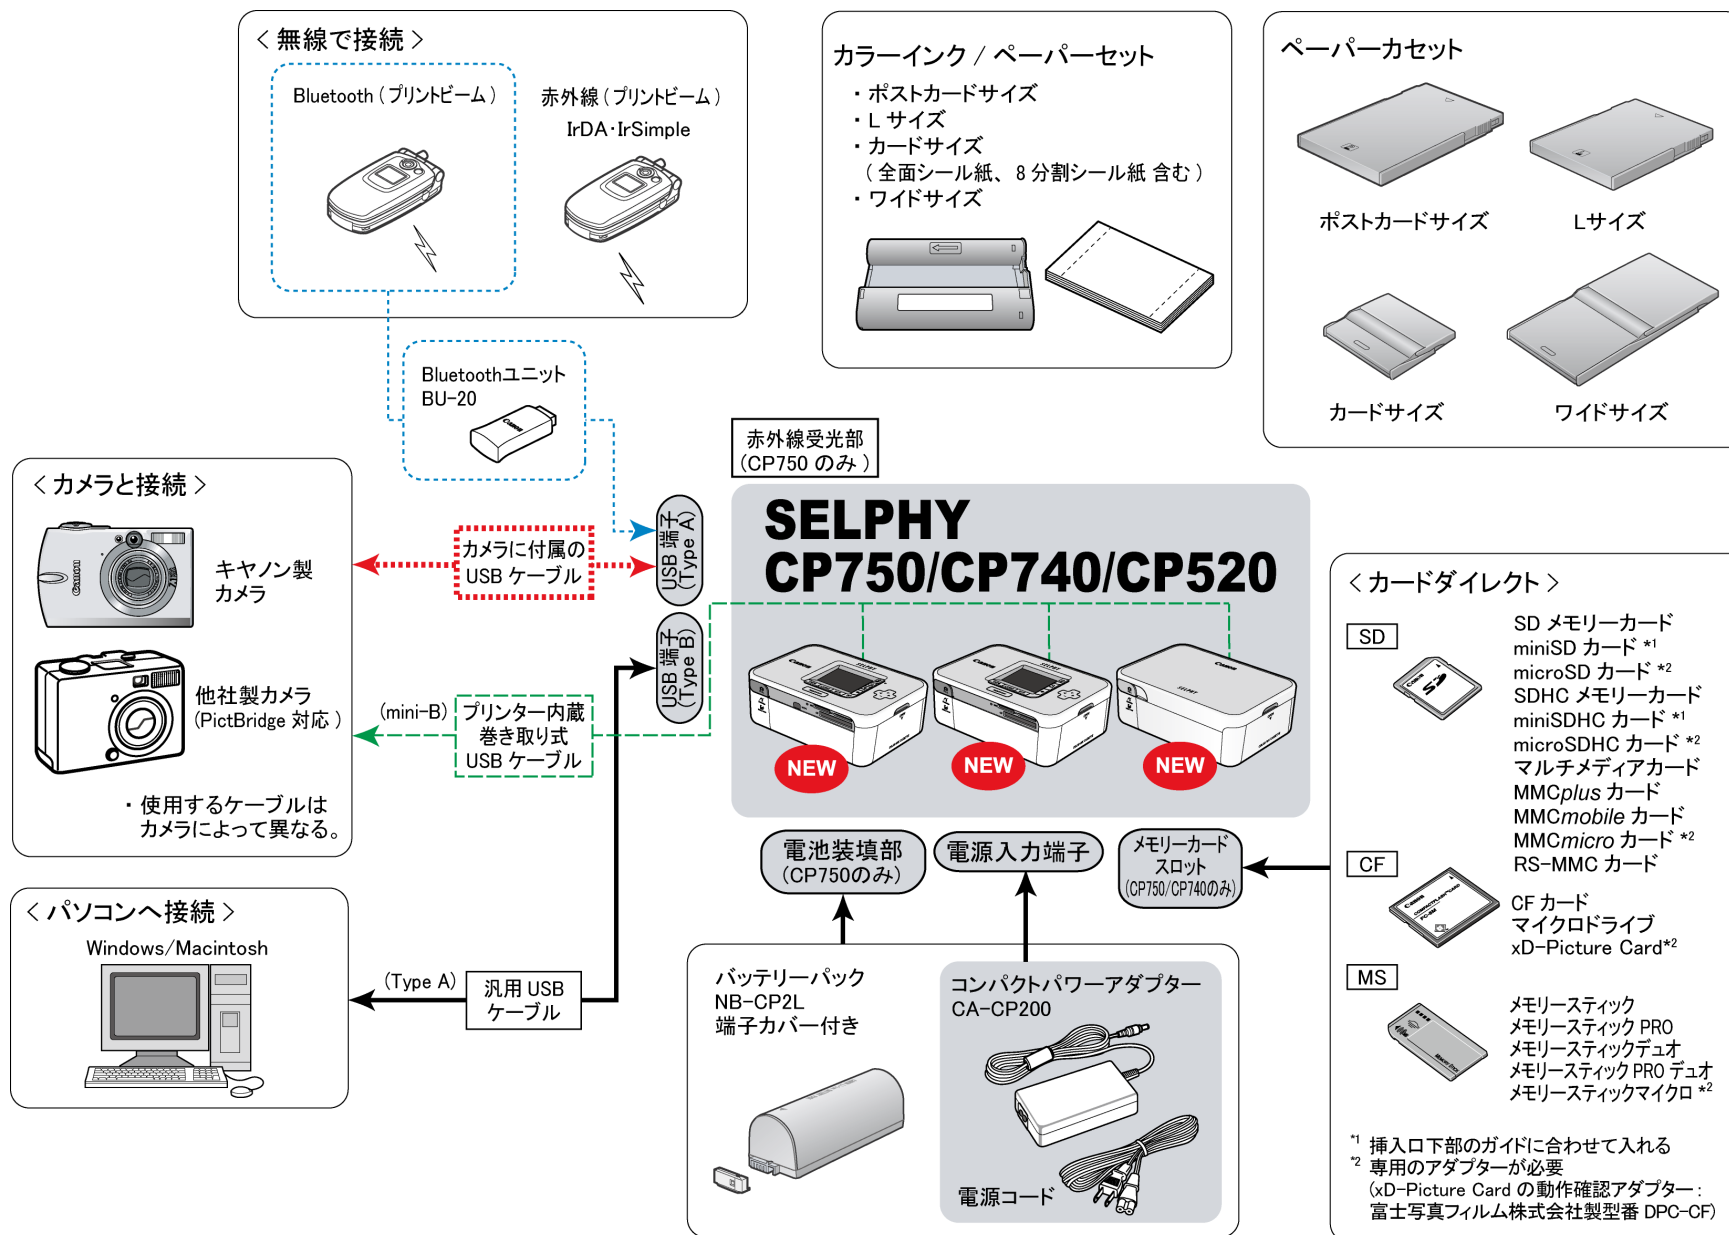 < 無線で接続 >
Bluetooth ( プリントビーム )
赤外線 ( プリントビーム )
IrDA・IrSimple
カラーインク / ペーパーセット
・ポストカードサイズ
・L サイズ
・カードサイズ
( 全面シール紙、8 分割シール紙 含む )
・ワイドサイズ
ペーパーカセット
ポストカードサイズ
Lサイズ
カードサイズ
ワイドサイズ
Bluetoothユニット
BU-20
Canon
赤外線受光部
(CP750 のみ )
< カメラと接続 >
Canon
キヤノン製
カメラ
他社製カメラ
(PictBridge 対応 )
・使用するケーブルは
カメラによって異なる。
カメラに付属の
USB ケーブル
USB 端子
(Type A)
USB 端子
(Type B)
(mini-B)
プリンター内蔵
巻き取り式
USB ケーブル
SELPHY
CP750/CP740/CP520
Canon
SELPHY
Canon
SELPHY
Canon
SELPHY
NEW
NEW
NEW
電池装填部
(CP750のみ)
電源入力端子
メモリーカード
スロット
(CP750/CP740のみ)
< パソコンへ接続 >
Windows/Macintosh
(Type A)
汎用 USB
ケーブル
バッテリーパック
NB-CP2L
端子カバー付き
コンパクトパワーアダプター
CA-CP200
電源コード
< カードダイレクト >
SD
SD メモリーカード
miniSD カード *1
microSD カード *2
SDHC メモリーカード
miniSDHC カード *1
microSDHC カード *2
マルチメディアカード
MMCplus カード
MMCmobile カード
MMCmicro カード *2
RS-MMC カード
CF
Canon
CF カード
マイクロドライブ
xD-Picture Card*2
MS
メモリースティック
メモリースティック PRO
メモリースティックデュオ
メモリースティック PRO デュオ
メモリースティックマイクロ *2
*1 挿入口下部のガイドに合わせて入れる
*2 専用のアダプターが必要
(xD-Picture Card の動作確認アダプター :
富士写真フィルム株式会社製型番 DPC-CF)